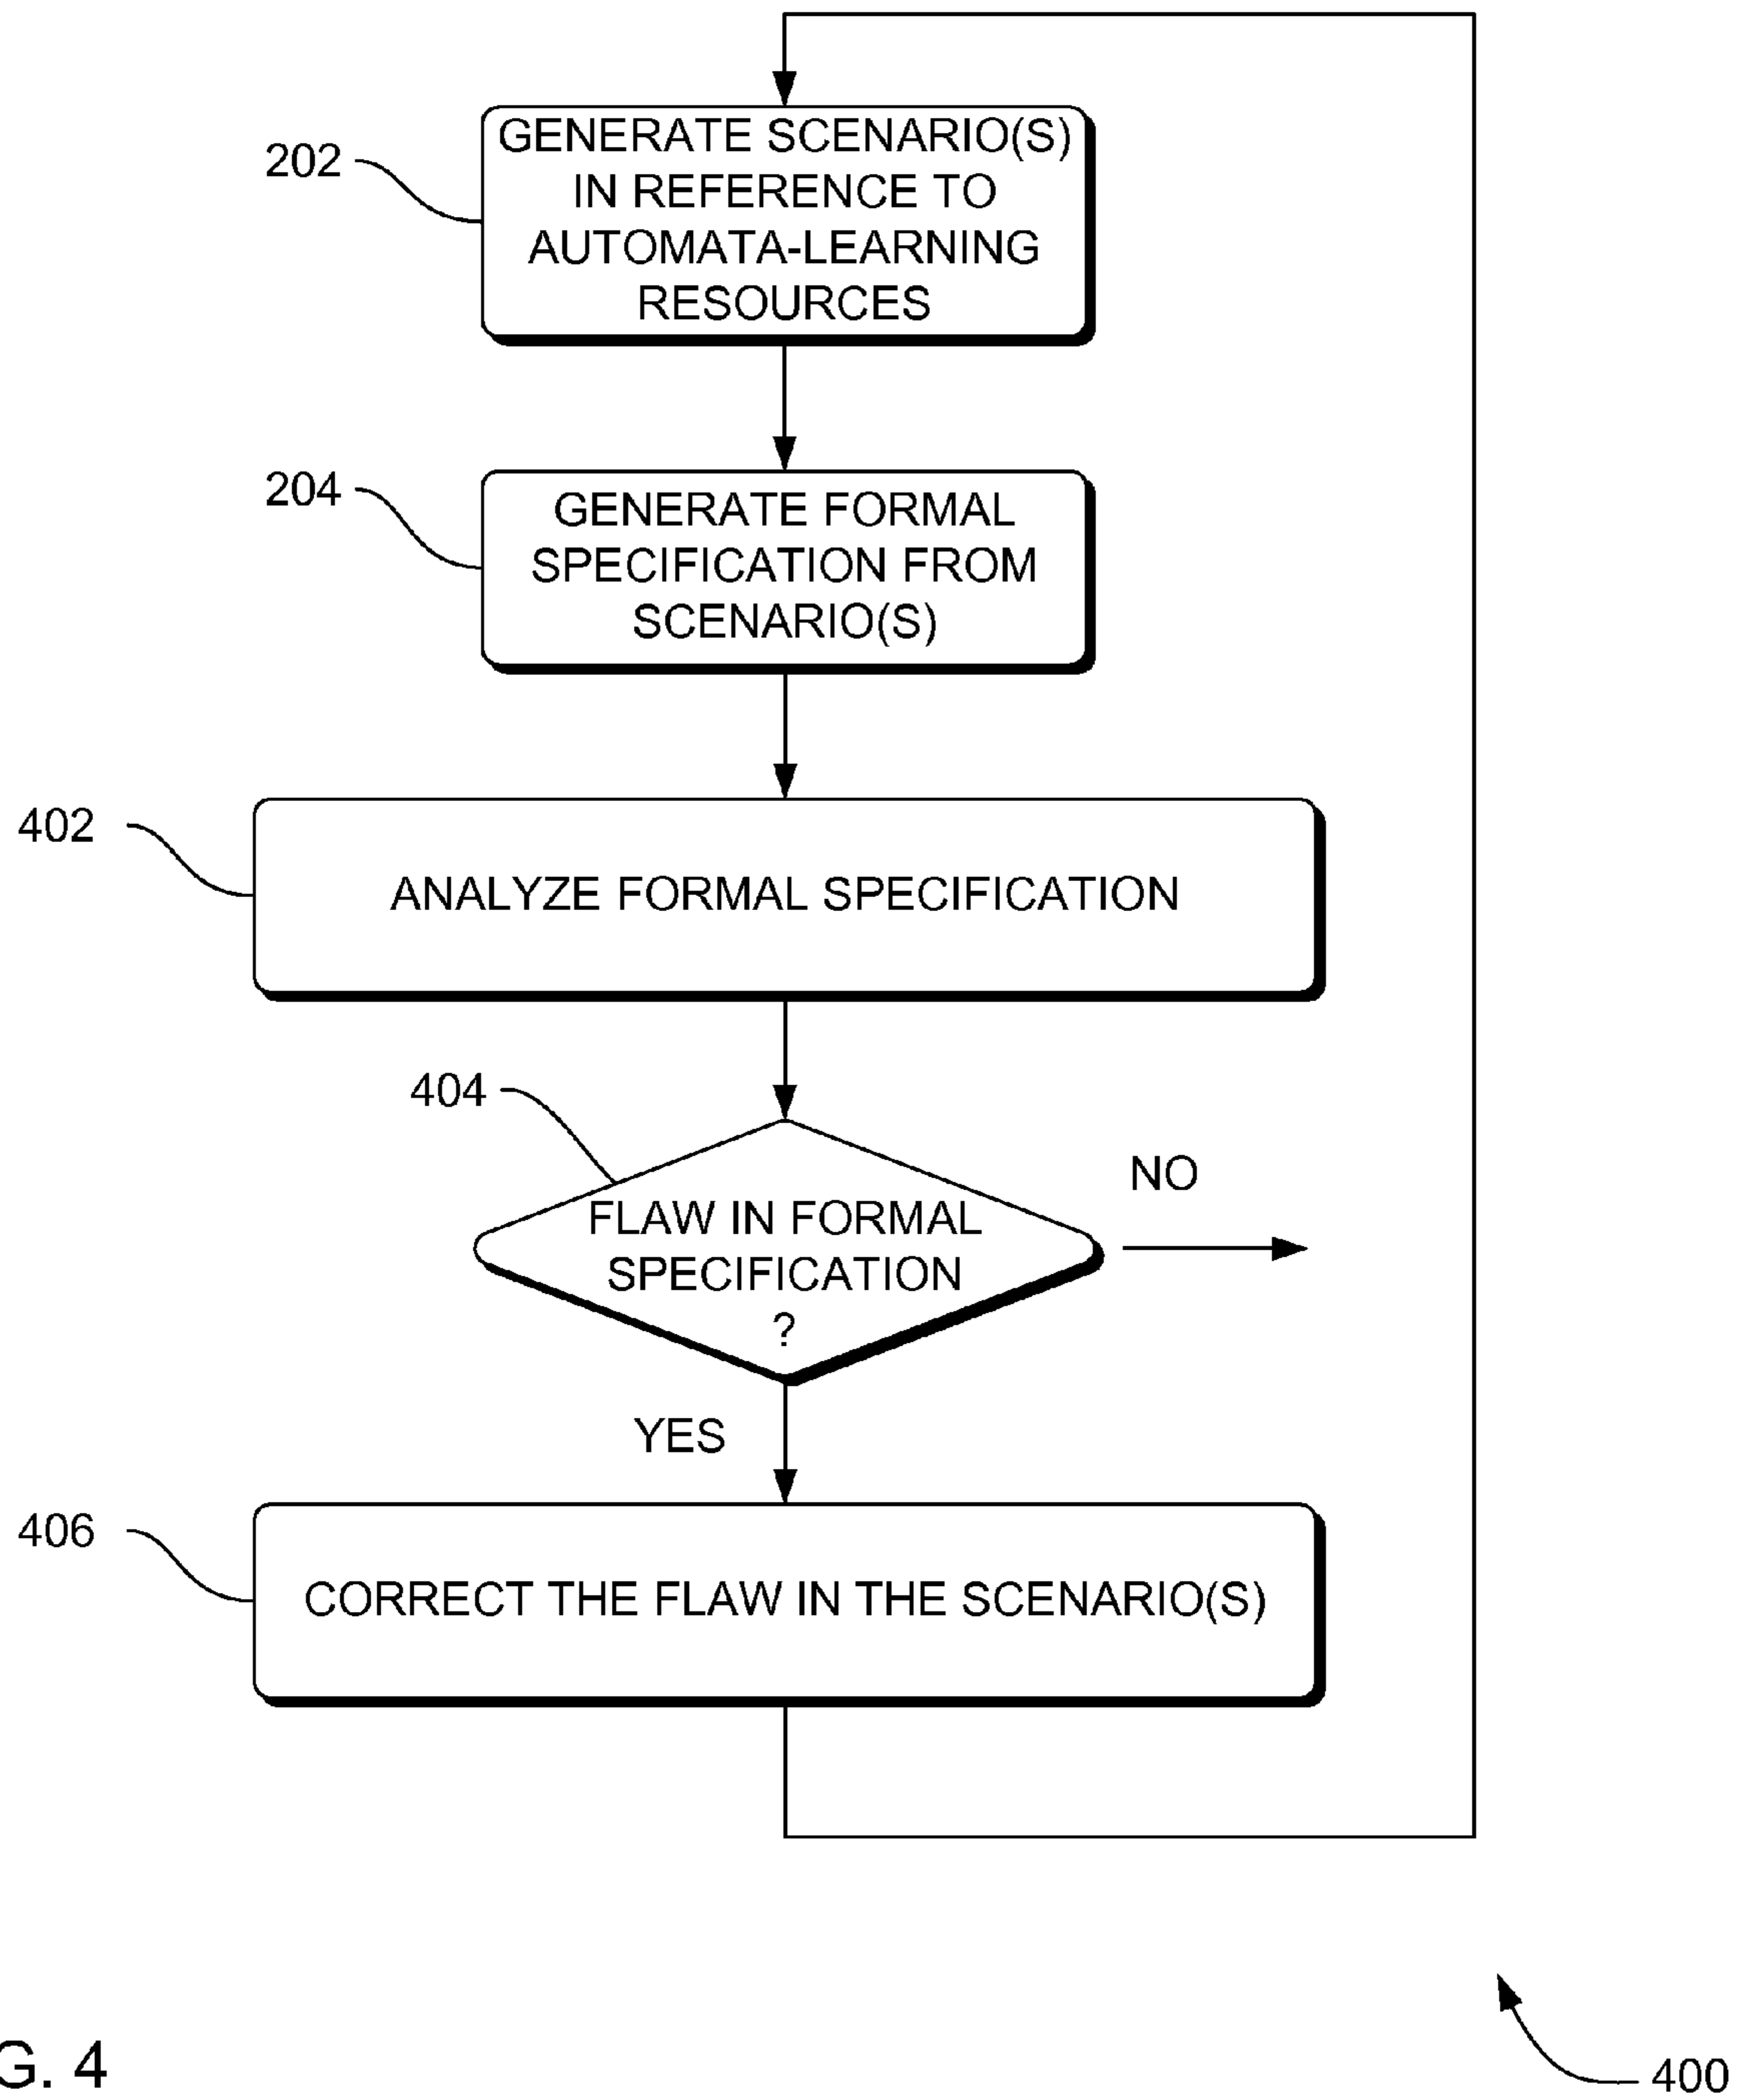 202
GENERATE SCENARIO(S)
IN REFERENCE TO
AUTOMATA-LEARNING
RESOURCES
204
GENERATE FORMAL
SPECIFICATION FROM
SCENARIO(S)
402
ANALYZE FORMAL SPECIFICATION
404
FLAW IN FORMAL
SPECIFICATION
?
NO
YES
406
CORRECT THE FLAW IN THE SCENARIO(S)
G. 4
400